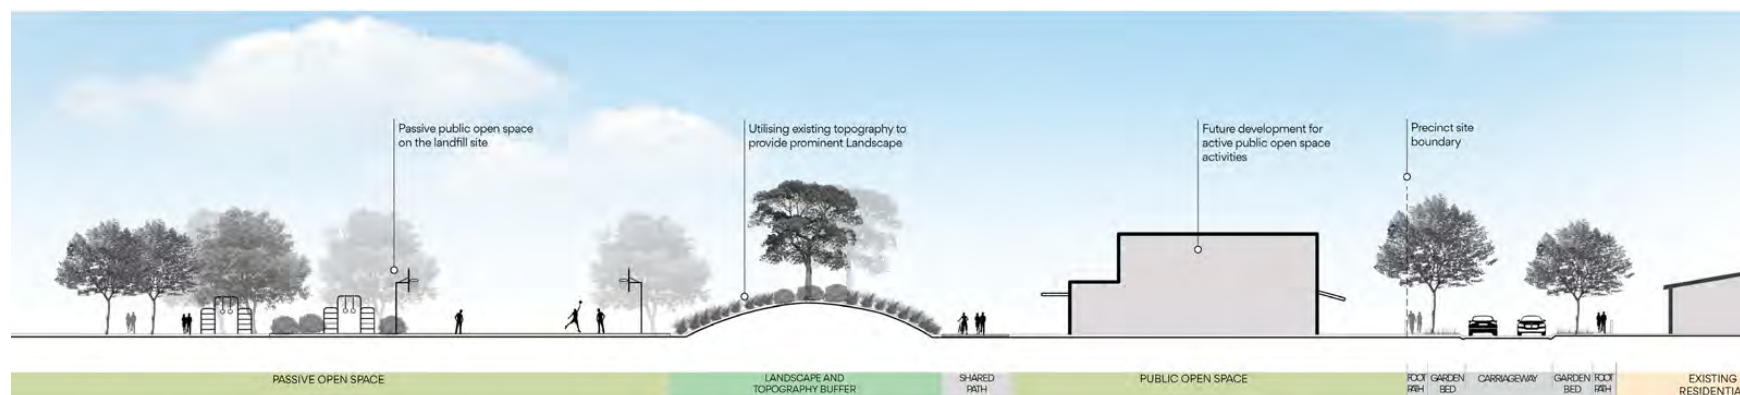 Passive public open space
on the landfill site
Utilising existing topography to
provide prominent Landscape
Future development for
active public open space
activities
Precinct site
boundary
PASSIVE OPEN SPACE
LANDSCAPE AND
TOPOGRAPHY BUFFER
SHARED
PATH
PUBLIC OPEN SPACE
FOOT
PATH
GARDEN
BED
CARRIAGEWAY
GARDEN
BED
FOOT
PATH
EXISTING
RESIDENTIA